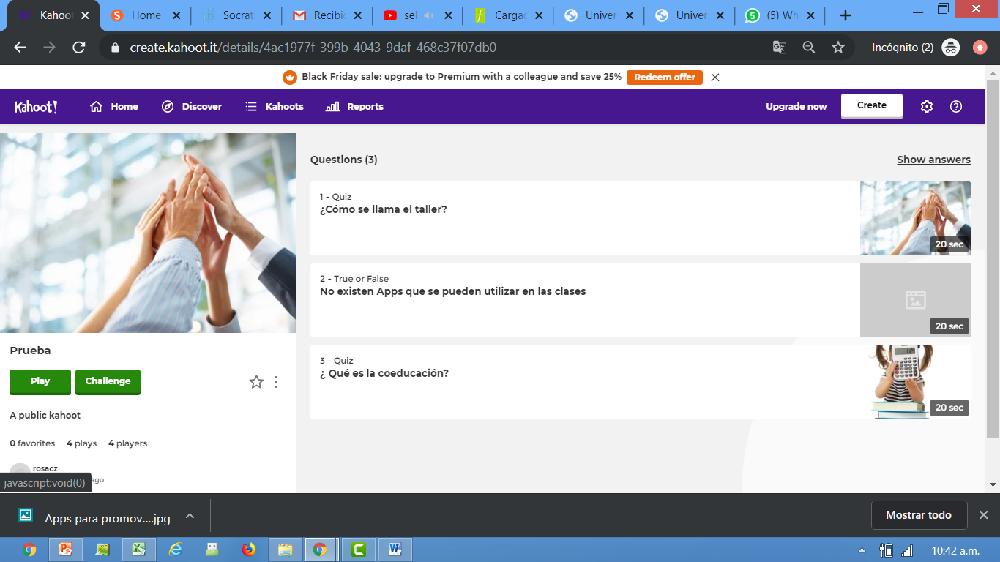 Kahoot
Home
Socrati
Recibid
sel
Cargad
Univer
Univer
(5) Wh
create.kahoot.it/details/4ac1977f-399b-4043-9daf-468c37f07db0
Incógnito (2)
Black Friday sale: upgrade to Premium with a colleague and save 25% Redeem offer
Kahoot! Home Discover Kahoots Reports Upgrade now Create
Questions (3) Show answers
1 - Quiz
¿Cómo se llama el taller?
20 sec
2 - True or False
No existen Apps que se pueden utilizar en las clases
20 sec
3 - Quiz
¿ Qué es la coeducación?
20 sec
Prueba
Play Challenge
A public kahoot
0 favorites 4 plays 4 players
rosacz
ago
javascript:void(0)
Apps para promov....jpg
Mostrar todo
10:42 a.m.